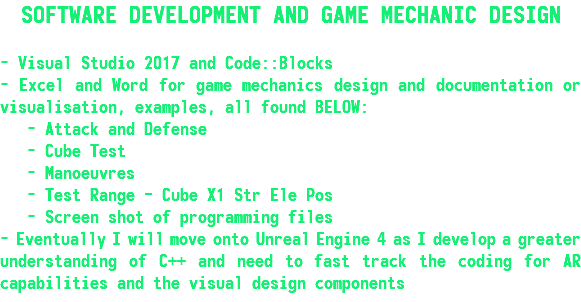 SOFTWARE DEVELOPMENT AND GAME MECHANIC DESIGN
- Visual Studio 2017 and Code::Blocks
- Excel and Word for game mechanics design and documentation or
visualisation, examples, all found BELOW:
- Attack and Defense
- Cube Test
- Manoeuvres
- Test Range - Cube X1 Str Ele Pos
- Screen shot of programming files
- Eventually I will move onto Unreal Engine 4 as I develop a greater
understanding of C++ and need to fast track the coding for AR
capabilities and the visual design components